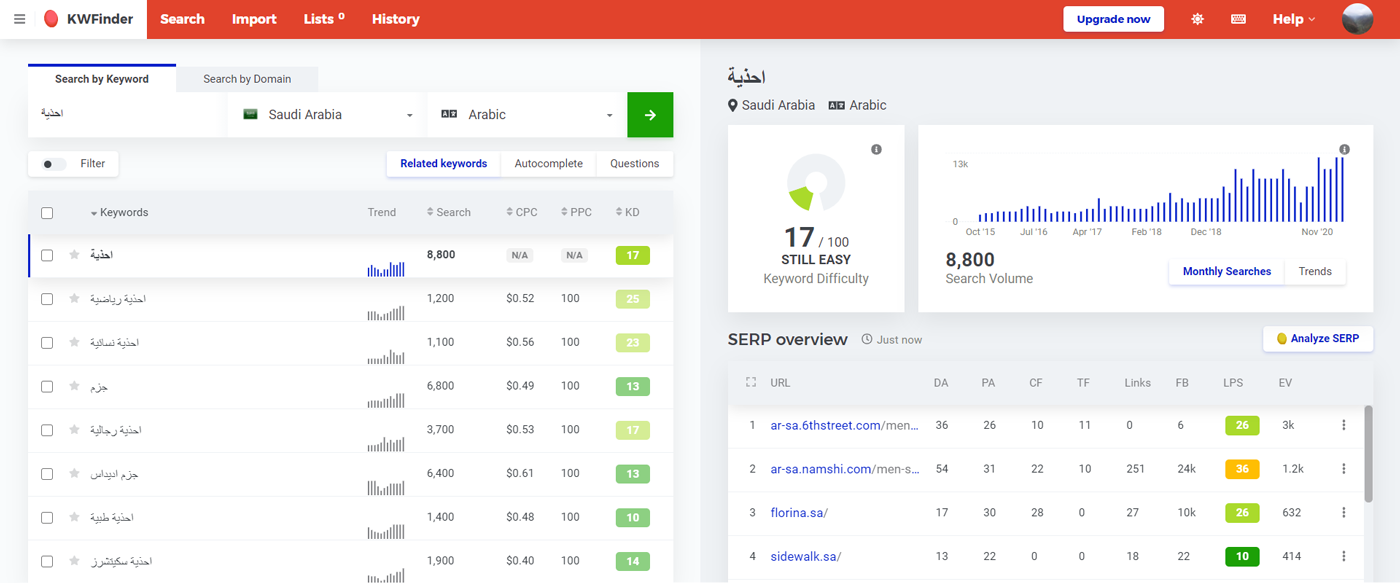 KWFinder Search Import Lists 0 History Upgrade now Help
Search by Keyword Search by Domain
احذية Saudi Arabia Arabic
Filter Related keywords Autocomplete Questions
Keywords Trend Search CPC PPC KD
احذية 8,800 N/A N/A 17
احذية رياضية 1,200 $0.52 100 25
احذية نسائية 1,100 $0.56 100 23
جزم 6,800 $0.49 100 13
احذية رجالية 3,700 $0.53 100 17
جزم اديداس 6,400 $0.61 100 13
احذية طبية 1,400 $0.48 100 10
احذية سكيتشرز 1,900 $0.40 100 14
احذية
Saudi Arabia Arabic
17 / 100
STILL EASY
Keyword Difficulty
13k
0
Oct '15 Jul '16 Apr '17 Feb '18 Dec '18 Nov '20
8,800
Search Volume
Monthly Searches Trends
SERP overview Just now Analyze SERP
URL DA PA CF TF Links FB LPS EV
1 ar-sa.6thstreet.com/men... 36 26 10 11 0 6 26 3k
2 ar-sa.namshi.com/men-s... 54 31 22 10 251 24k 36 1.2k
3 florina.sa/ 17 30 28 0 27 10k 26 632
4 sidewalk.sa/ 13 22 0 0 18 22 10 414